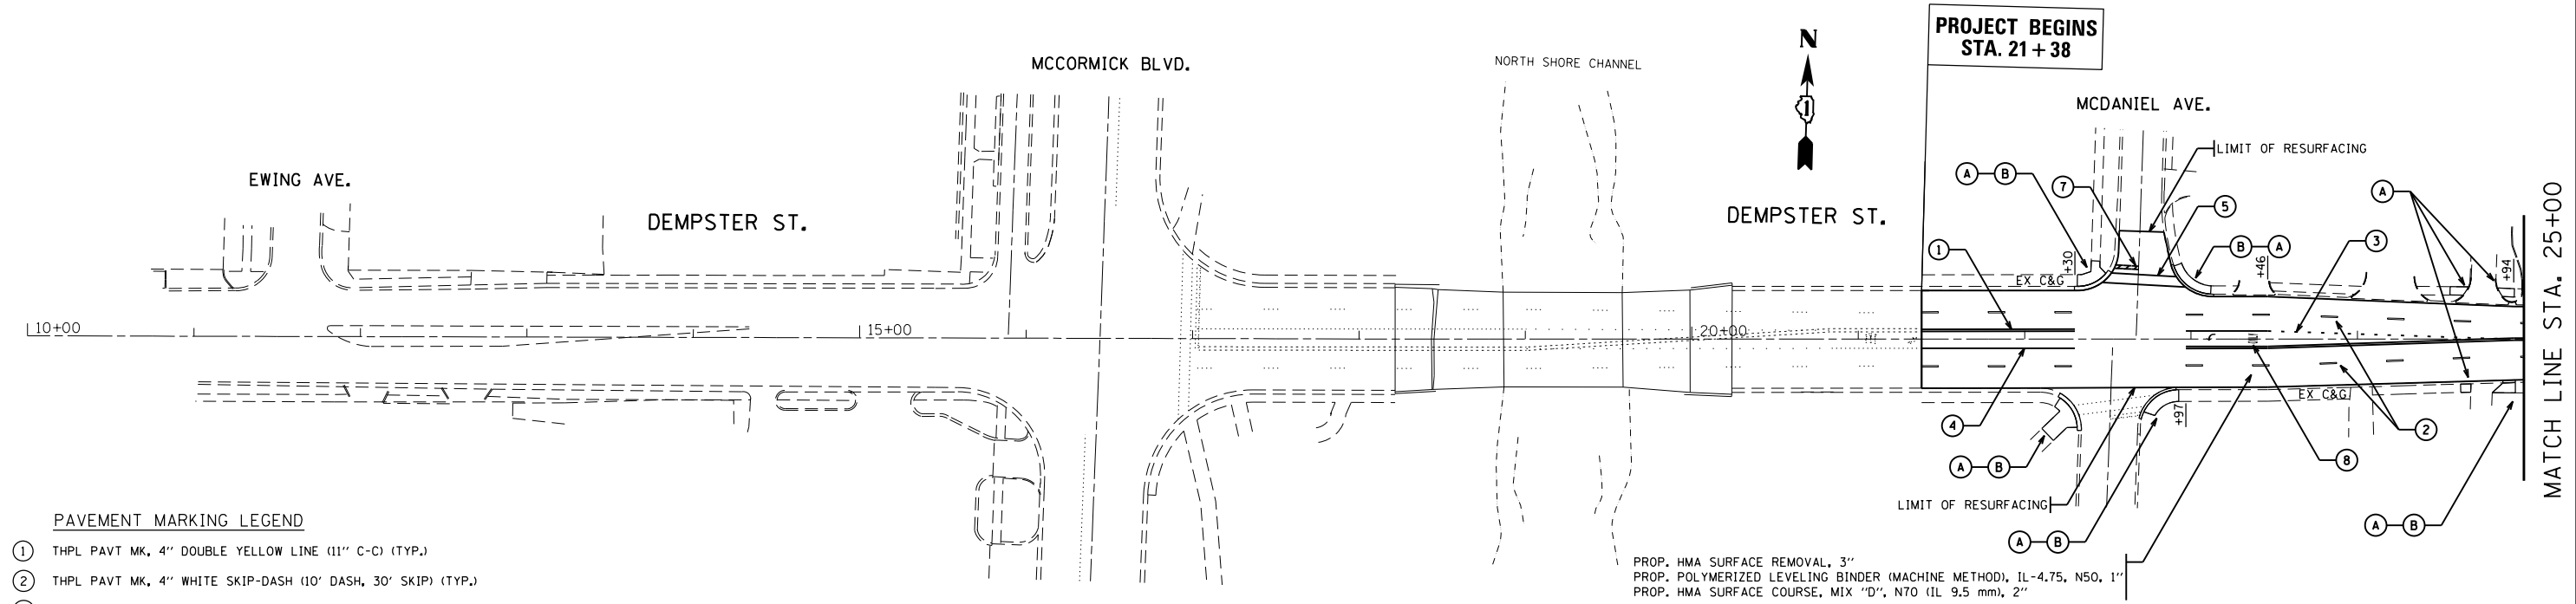 PROJECT BEGINS
STA. 21+38
N
1
MCCORMICK BLVD.
NORTH SHORE CHANNEL
MCDANIEL AVE.
EWING AVE.
DEMPSTER ST.
DEMPSTER ST.
LIMIT OF RESURFACING
A B
7
5
A
1
B A
3
+30
+46
+94
EX C&G
10+00
15+00
20+00
MATCH LINE STA. 25+00
EX C&G
+97
4
2
8
A B
LIMIT OF RESURFACING
A B
A B
PAVEMENT MARKING LEGEND
1 THPL PAVT MK, 4" DOUBLE YELLOW LINE (11" C-C) (TYP.)
2 THPL PAVT MK, 4" WHITE SKIP-DASH (10' DASH, 30' SKIP) (TYP.)
PROP. HMA SURFACE REMOVAL, 3"
PROP. POLYMERIZED LEVELING BINDER (MACHINE METHOD), IL-4.75, N50, 1"
PROP. HMA SURFACE COURSE, MIX "D", N70 (IL 9.5 mm), 2"